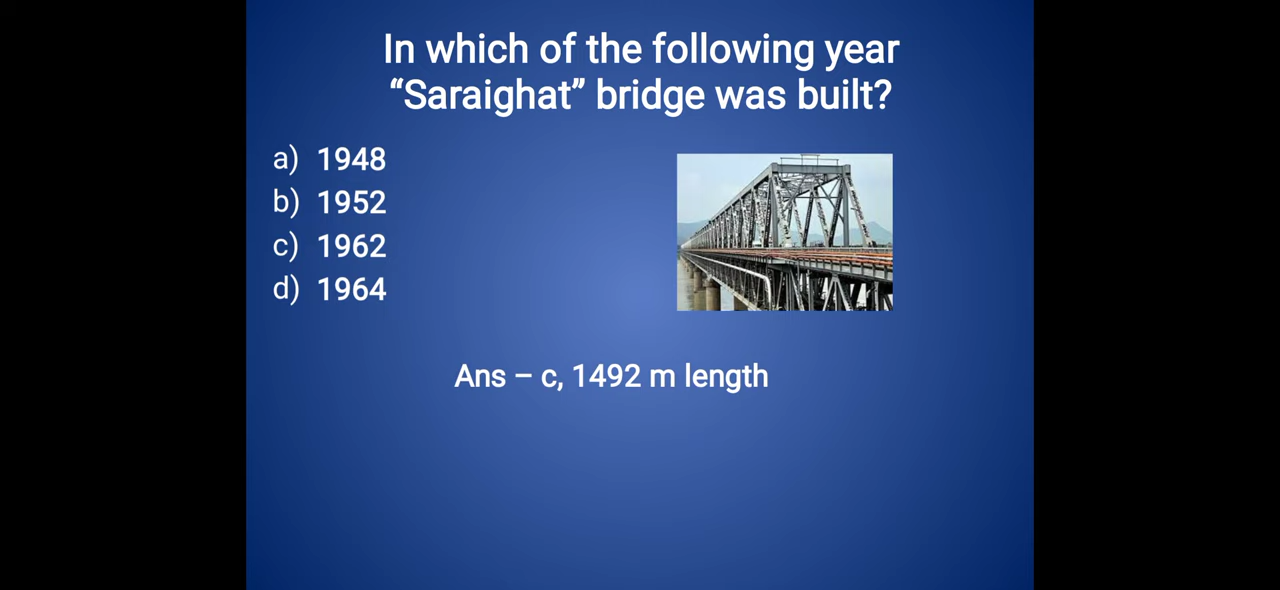 In which of the following year
“Saraighat” bridge was built?
a) 1948
b) 1952
c) 1962
d) 1964
Ans – c, 1492 m length